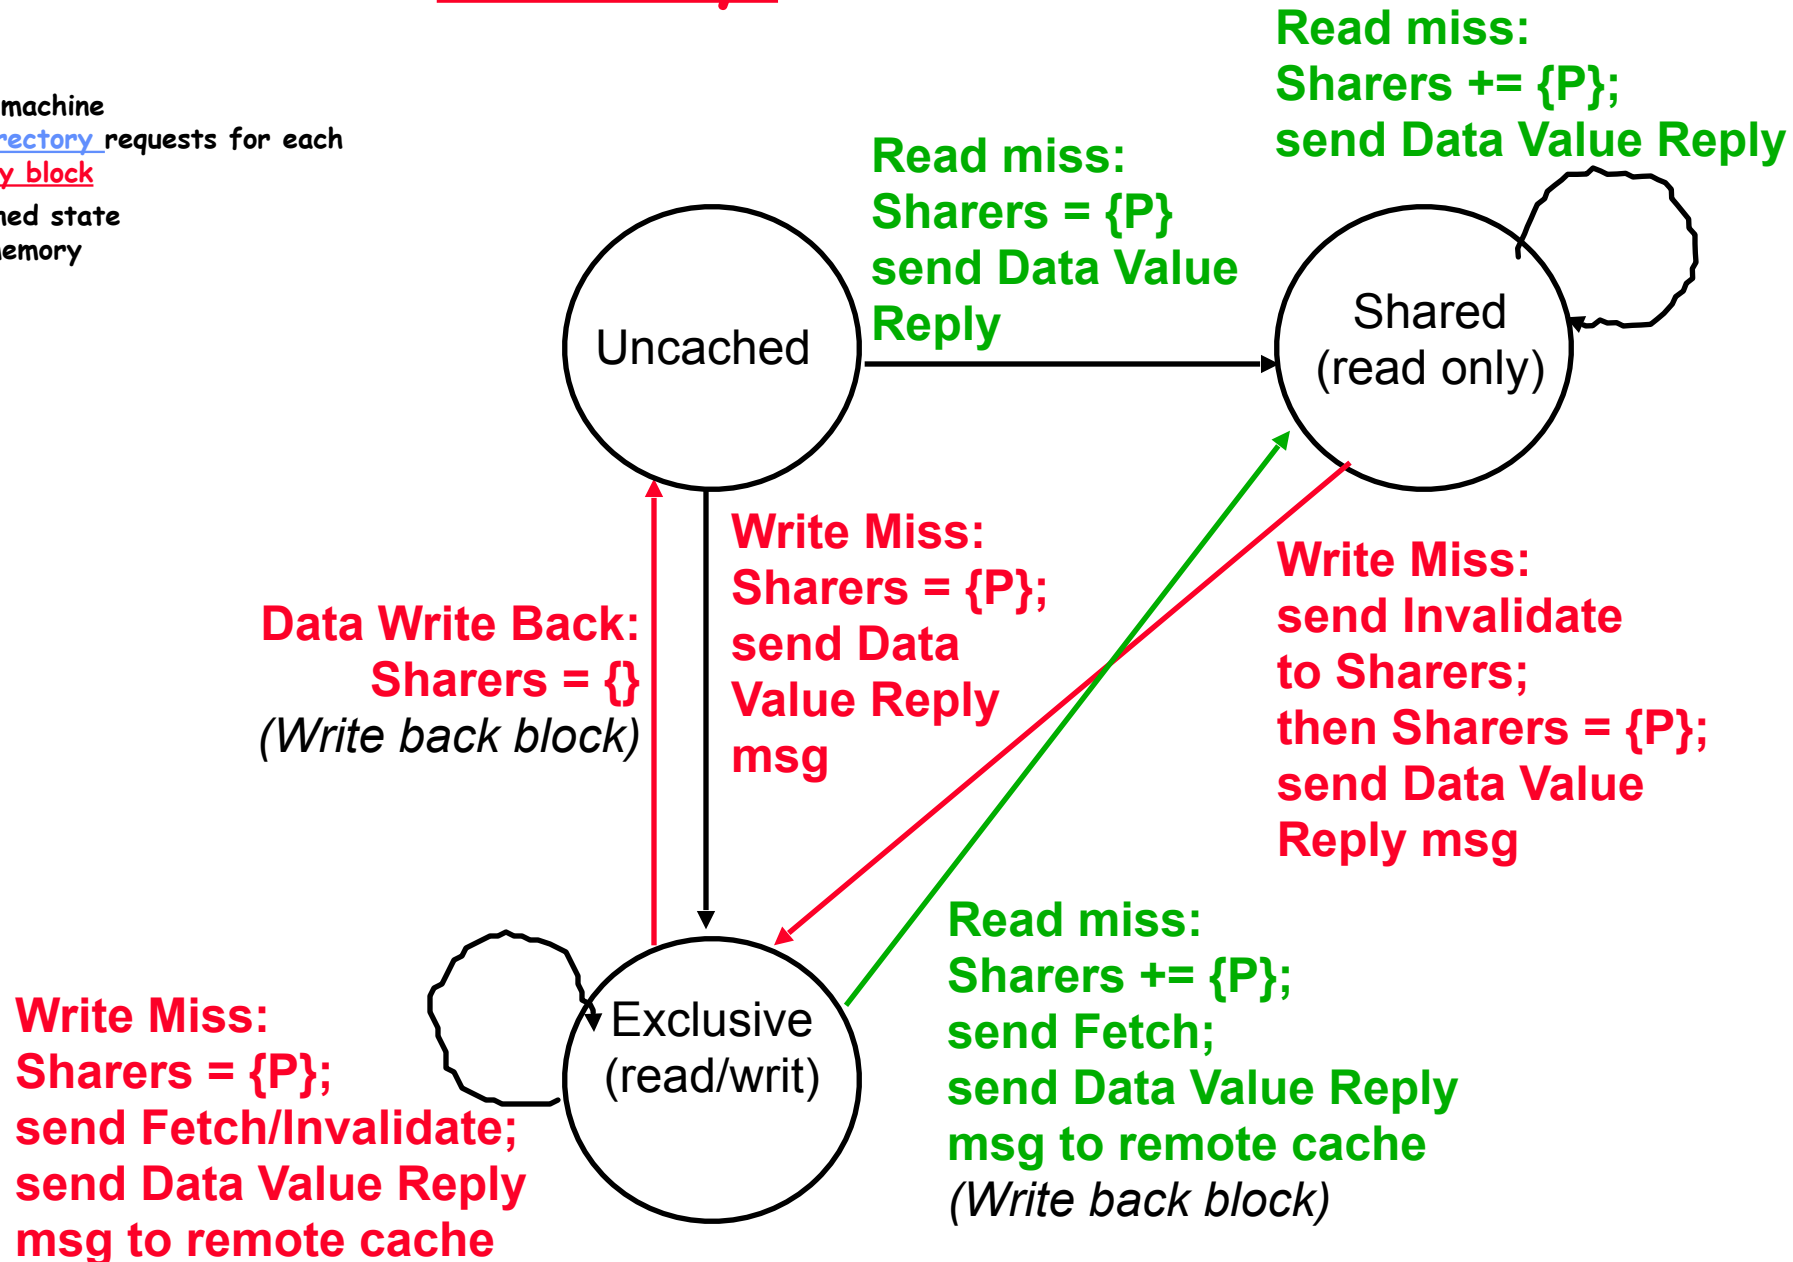 machine
rectory requests for each
y block
ned state
memory
Read miss:
Sharers += {P};
send Data Value Reply
Read miss:
Sharers = {P}
send Data Value
Reply
Uncached
Shared
(read only)
Write Miss:
Sharers = {P};
send Data
Value Reply
msg
Data Write Back:
Sharers = {}
(Write back block)
Write Miss:
send Invalidate
to Sharers;
then Sharers = {P};
send Data Value
Reply msg
Exclusive
(read/writ)
Read miss:
Sharers += {P};
send Fetch;
send Data Value Reply
msg to remote cache
(Write back block)
Write Miss:
Sharers = {P};
send Fetch/Invalidate;
send Data Value Reply
msg to remote cache